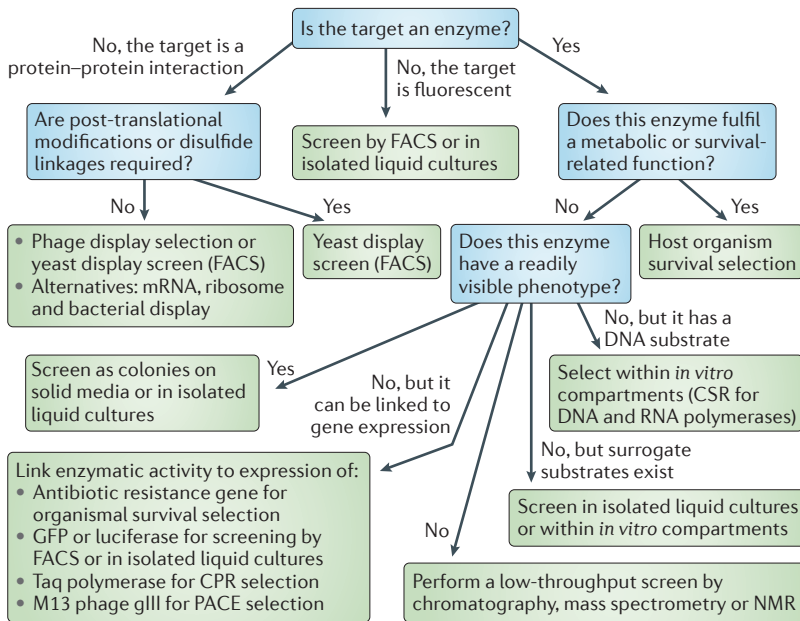 Is the target an enzyme?
No, the target is a
protein–protein interaction
No, the target
is fluorescent
Yes
Are post-translational
modifications or disulfide
linkages required?
Screen by FACS or in
isolated liquid cultures
Does this enzyme fulfil
a metabolic or survival-
related function?
No
Yes
No
Yes
• Phage display selection or
yeast display screen (FACS)
• Alternatives: mRNA, ribosome
and bacterial display
Yeast display
screen (FACS)
Does this enzyme
have a readily
visible phenotype?
Host organism
survival selection
Yes
No, but it
can be linked to
gene expression
No, but it has a
DNA substrate
Screen as colonies on
solid media or in isolated
liquid cultures
Select within in vitro
compartments (CSR for
DNA and RNA polymerases)
No, but surrogate
substrates exist
Link enzymatic activity to expression of:
• Antibiotic resistance gene for
organismal survival selection
• GFP or luciferase for screening by
FACS or in isolated liquid cultures
• Taq polymerase for CPR selection
• M13 phage gIII for PACE selection
Screen in isolated liquid cultures
or within in vitro compartments
No
Perform a low-throughput screen by
chromatography, mass spectrometry or NMR